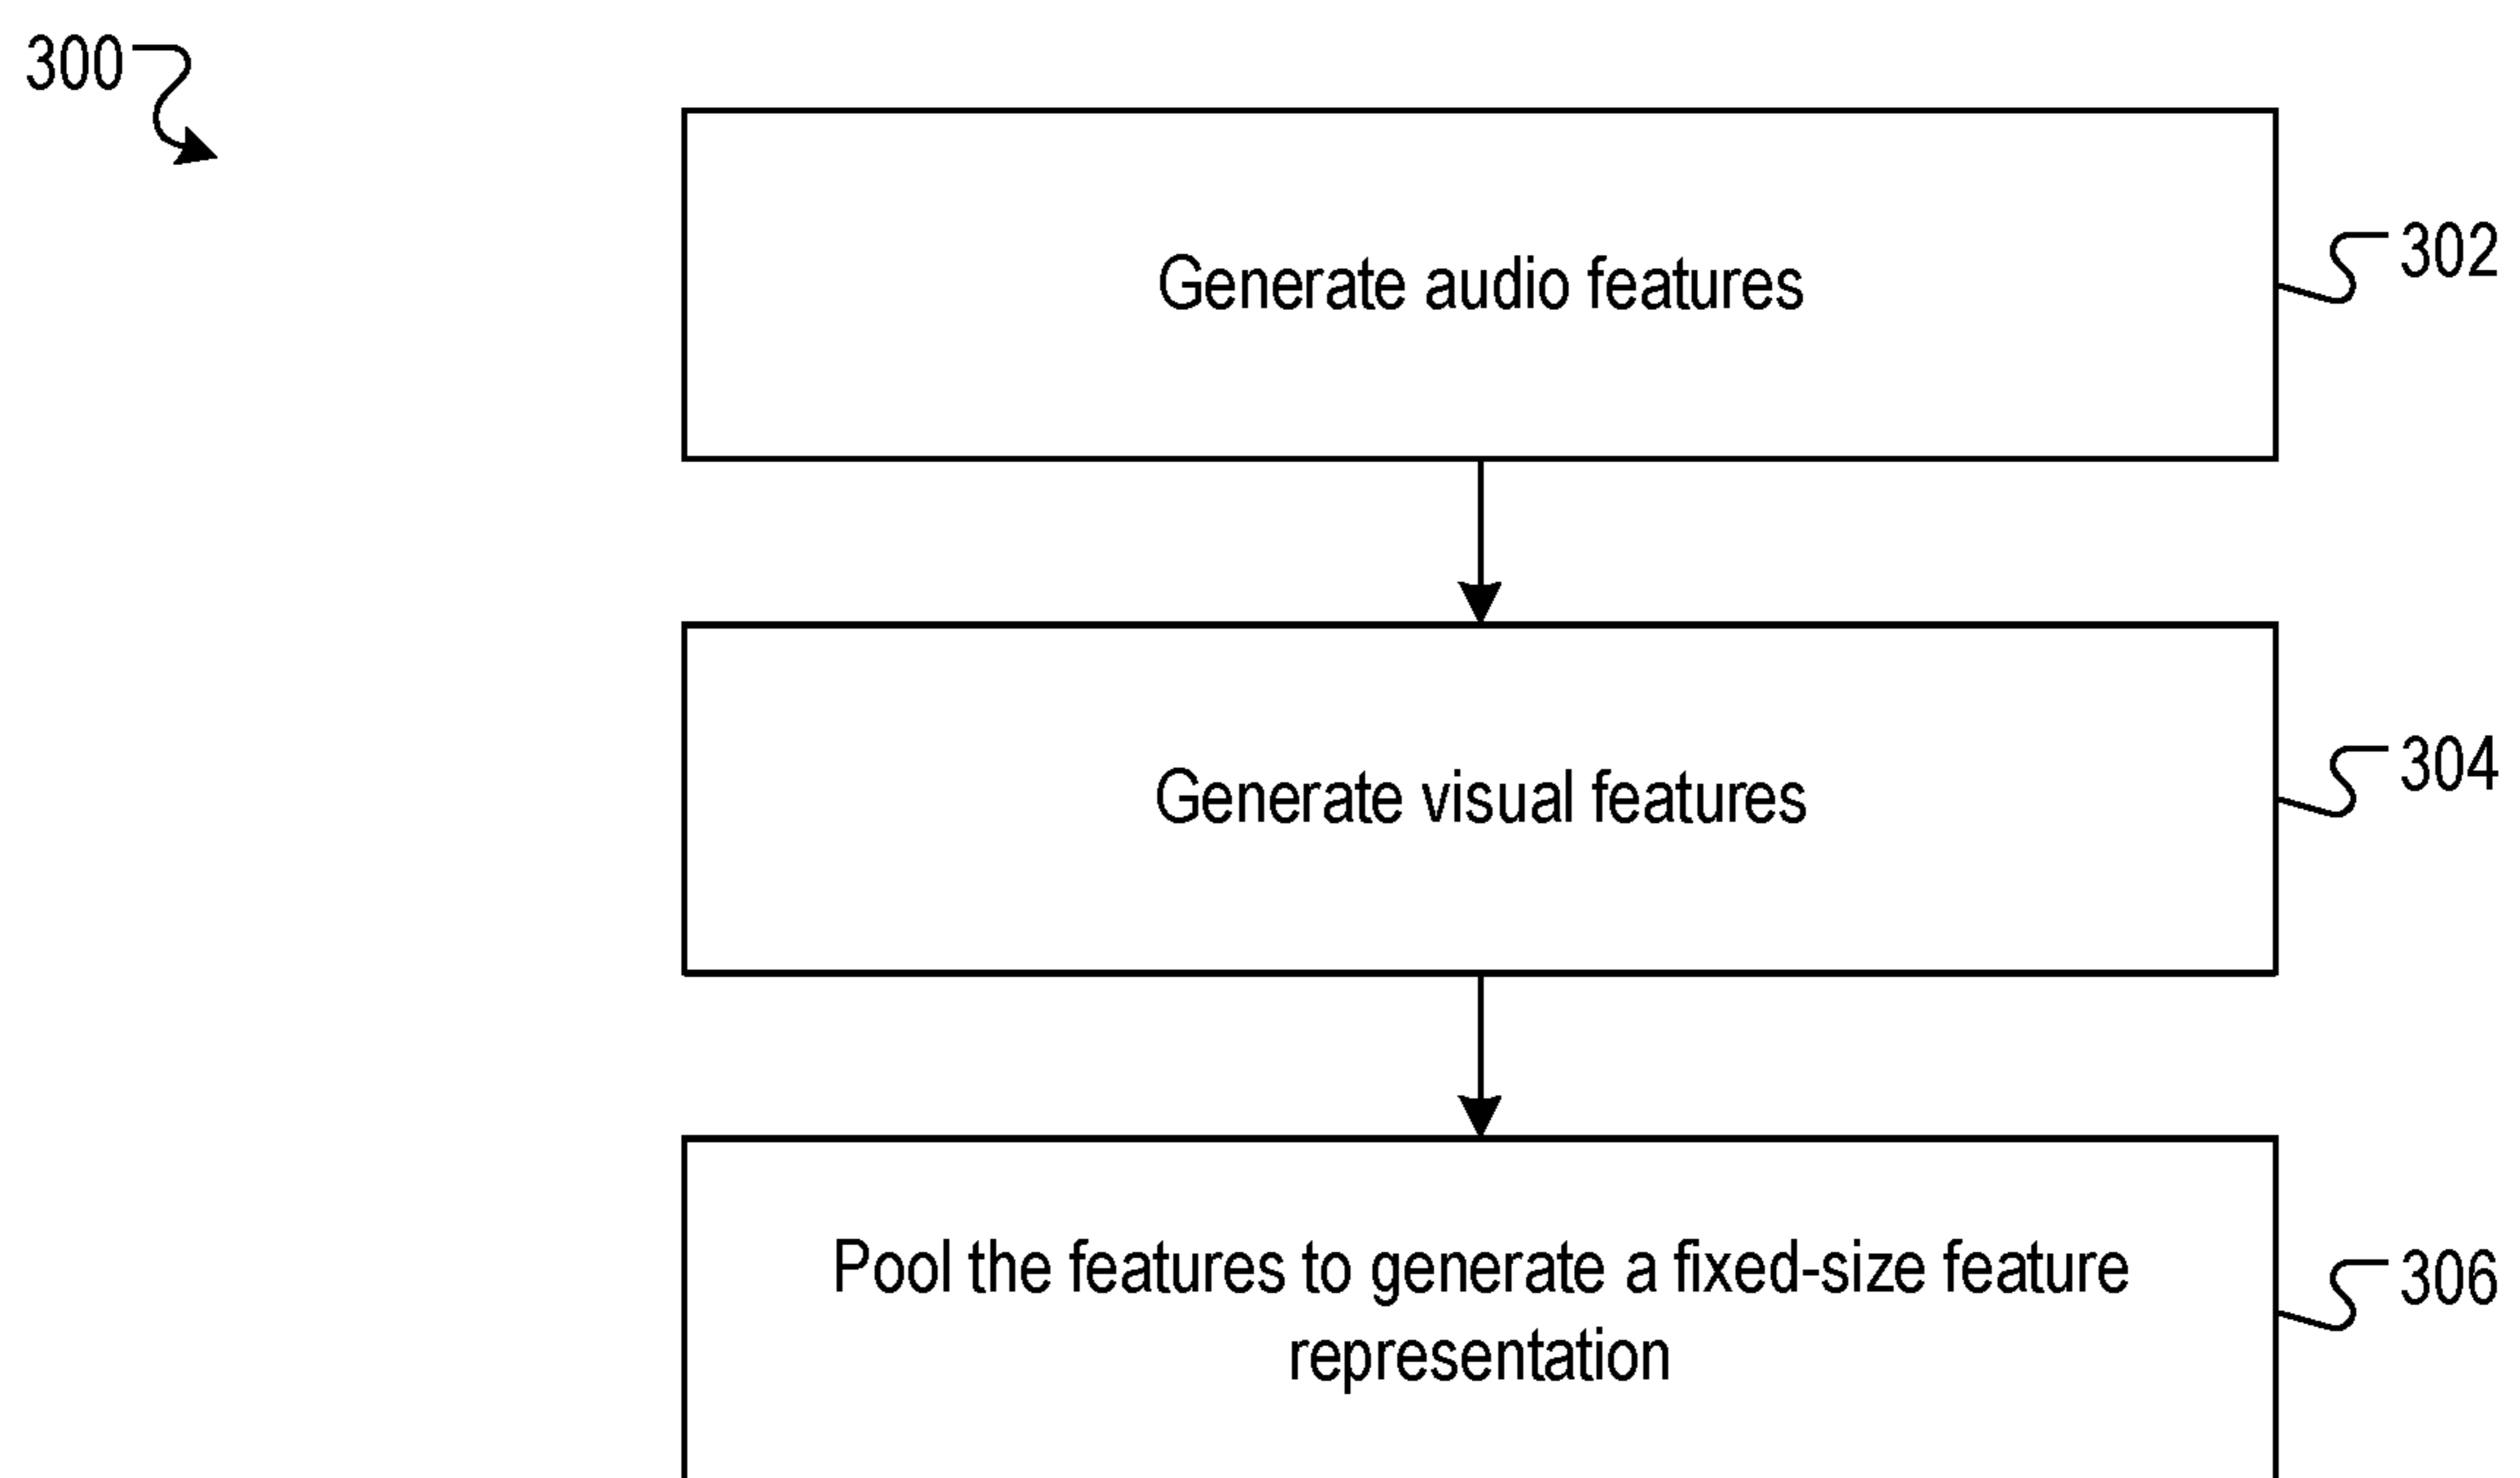 300
Generate audio features
302
Generate visual features
304
Pool the features to generate a fixed-size feature
representation
306